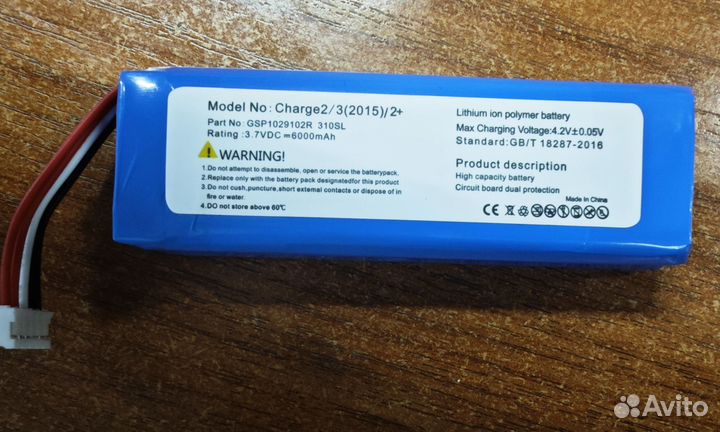 Model No: Charge2/3(2015)/2+
Part No: GSP1029102R 310SL
Rating: 3.7VDC=6000mAh
WARNING!
1.Do not attempt to disassemble, open or service the batterypack.
2.Replace only with the battery pack designatedfor this product
3.Do not cush,puncture,short extemal contacts or dispose of in
fire or water.
4.DO not store above 60℃
Lithium ion polymer battery
Max Charging Voltage:4.2V±0.05V
Standard:GB/T 18287-2016
Product description
High capacity battery
Circuit board dual protection
Made In China
CE
Avito